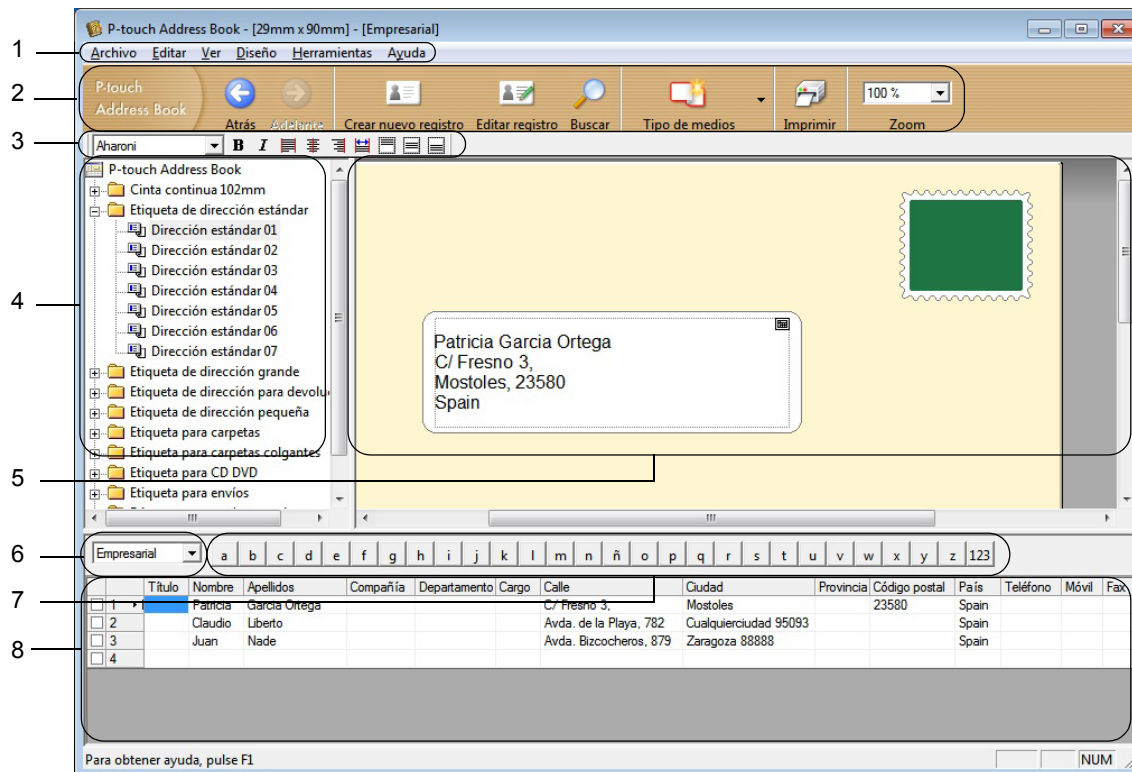 P-touch Address Book - [29mm x 90mm] - [Empresarial]
1
Archivo Editar Ver Diseño Herramientas Ayuda
2
P-touch
Address Book
Atrás
Adelante
Crear nuevo registro
Editar registro
Buscar
Tipo de medios
Imprimir
100 %
Zoom
3
Aharoni
B I
4
P-touch Address Book
Cinta continua 102mm
Etiqueta de dirección estándar
Dirección estándar 01
Dirección estándar 02
Dirección estándar 03
Dirección estándar 04
Dirección estándar 05
Dirección estándar 06
Dirección estándar 07
Etiqueta de dirección grande
Etiqueta de dirección para devolu
Etiqueta de dirección pequeña
Etiqueta para carpetas
Etiqueta para carpetas colgantes
Etiqueta para CD DVD
Etiqueta para envíos
Patricia Garcia Ortega
C/ Fresno 3,
Mostoles, 23580
Spain
5
6
Empresarial
a b c d e f g h i j k l m n ñ o p q r s t u v w x y z 123
7
Título Nombre Apellidos Compañía Departamento Cargo Calle Ciudad Provincia Código postal País Teléfono Móvil Fax
1 Patricia Garcia Ortega C/ Fresno 3, Mostoles 23580 Spain
2 Claudio Liberto Avda. de la Playa, 782 Cualquierciudad 95093 Spain
3 Juan Nade Avda. Bizcocheros, 879 Zaragoza 88888 Spain
4
8
Para obtener ayuda, pulse F1
NUM